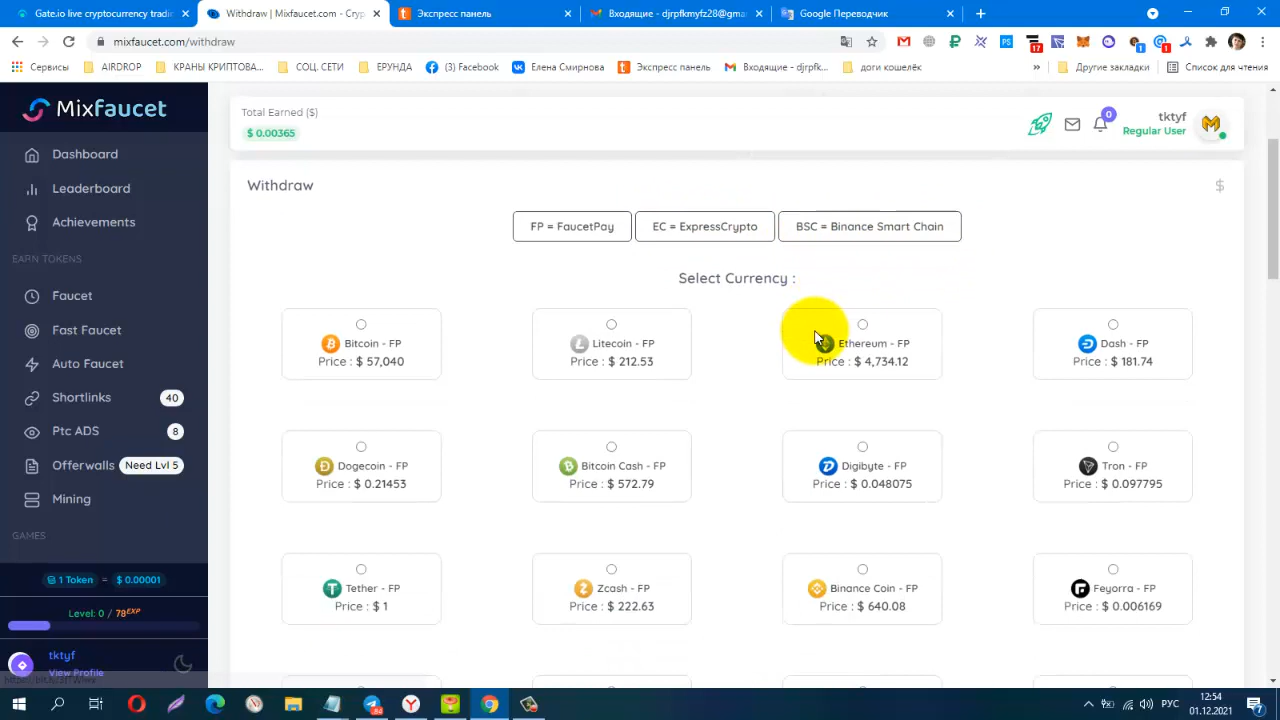 Gate.io live cryptocurrency tradin
Withdraw | Mixfaucet.com - Cryp
Экспресс панель
Входящие - djrpfkmyfz28@gma
Google Переводчик
mixfaucet.com/withdraw
17
1
1
Сервисы
AIRDROP
КРАНЫ КРИПТОВА...
СОЦ. СЕТИ
ЕРУНДА
(3) Facebook
Елена Смирнова
Экспресс панель
Входящие - djrpfk...
доги кошелёк
»
Другие закладки
Список для чтения
Mixfaucet
Dashboard
Leaderboard
Achievements
EARN TOKENS
Faucet
Fast Faucet
Auto Faucet
Shortlinks 40
Ptc ADS 8
Offerwalls Need Lvl 5
Mining
GAMES
1 Token = $ 0.00001
Level: 0 / 78EXP
tktyf
View Profile
Total Earned ($)
$ 0.00365
0
tktyf
Regular User
Withdraw
$
FP = FaucetPay
EC = ExpressCrypto
BSC = Binance Smart Chain
Select Currency :
Bitcoin - FP
Price : $ 57,040
Litecoin - FP
Price : $ 212.53
Ethereum - FP
Price : $ 4,734.12
Dash - FP
Price : $ 181.74
Dogecoin - FP
Price : $ 0.21453
Bitcoin Cash - FP
Price : $ 572.79
Digibyte - FP
Price : $ 0.048075
Tron - FP
Price : $ 0.097795
Tether - FP
Price : $ 1
Zcash - FP
Price : $ 222.63
Binance Coin - FP
Price : $ 640.08
Feyorra - FP
Price : $ 0.006169
РУС
12:54
01.12.2021